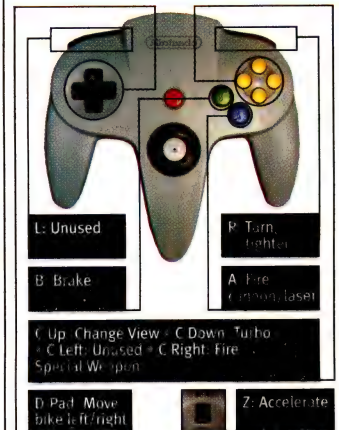 Nintendo
L: Unused
R: Turn
tighter
B: Brake
A: Fire
cannon/laser
C Up: Change View • C Down: Turbo
• C Left: Unused • C Right: Fire
Special Weapon
D-Pad: Move
bike left/right
Z: Accelerate